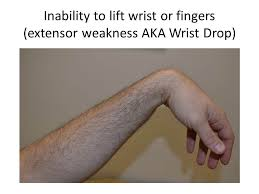 Inability to lift wrist or fingers
(extensor weakness AKA Wrist Drop)